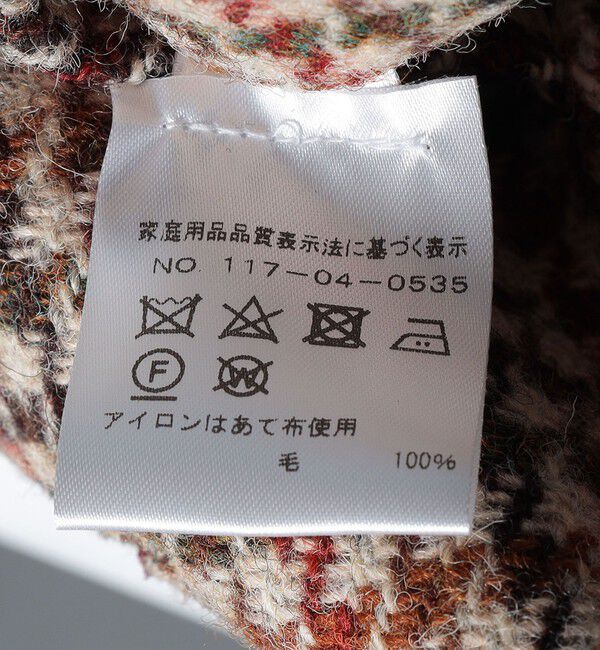 家庭用品品質表示法に基づく表示
NO. 117-04-0535
F W
アイロンはあて布使用
毛 100%